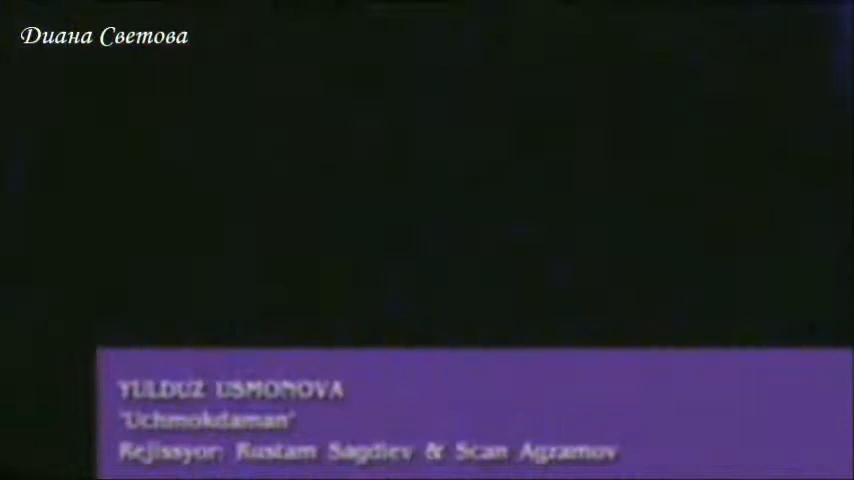 Диана Светова
YULDUZ USMONOVA
"Uchmokdaman"
Rejissyor: Rustam Sagdiev & Scan Agzamov